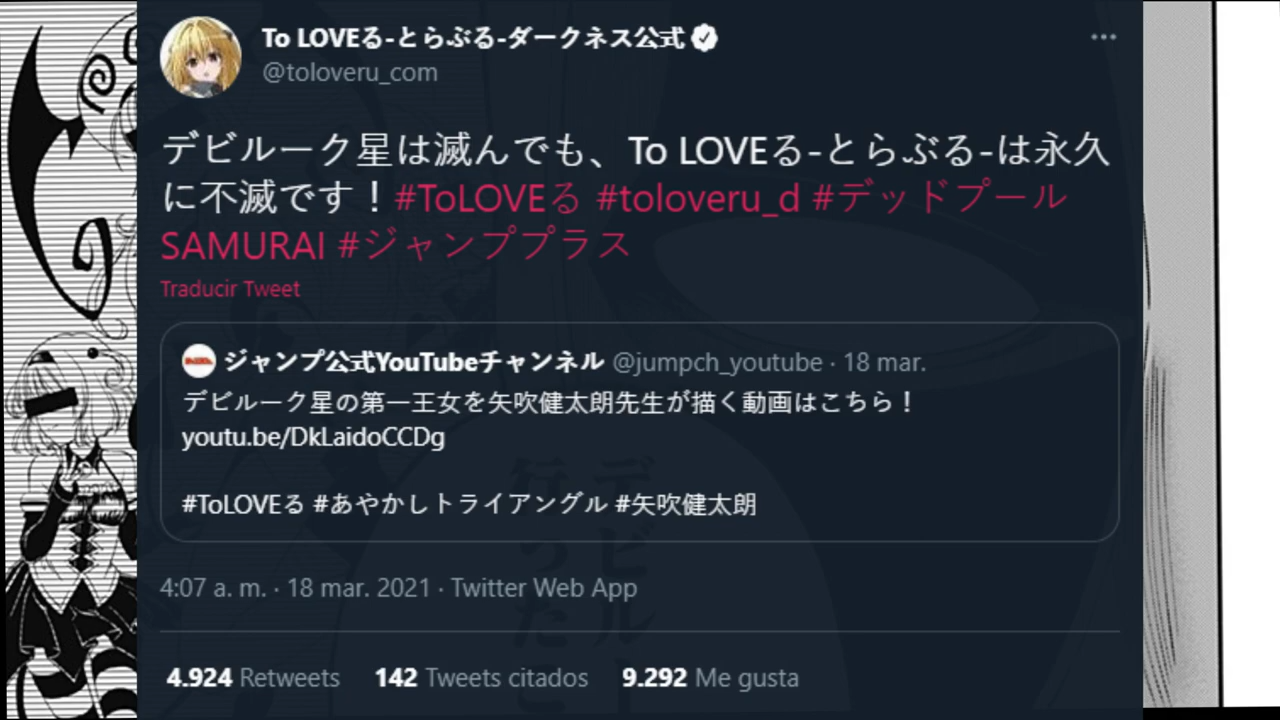 To LOVEる-とらぶる-ダークネス公式
@toloveru_com
デビルーク星は滅んでも、To LOVEる-とらぶる-は永久
に不滅です！#ToLOVEる #toloveru_d #デッドプール
SAMURAI #ジャンププラス
Traducir Tweet
ジャンプ公式YouTubeチャンネル @jumpch_youtube · 18 mar.
デビルーク星の第一王女を矢吹健太朗先生が描く動画はこちら！
youtu.be/DkLaidoCCDg
#ToLOVEる #あやかしトライアングル #矢吹健太朗
4:07 a. m. · 18 mar. 2021 · Twitter Web App
4.924 Retweets 142 Tweets citados 9.292 Me gusta